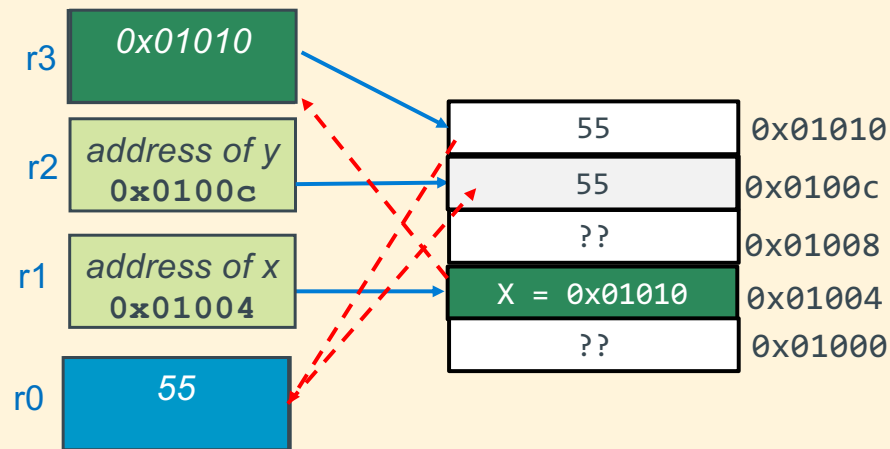 r3
0x01010
r2
address of y
0x0100c
r1
address of x
0x01004
r0
55
55 0x01010
55 0x0100c
?? 0x01008
X = 0x01010 0x01004
?? 0x01000